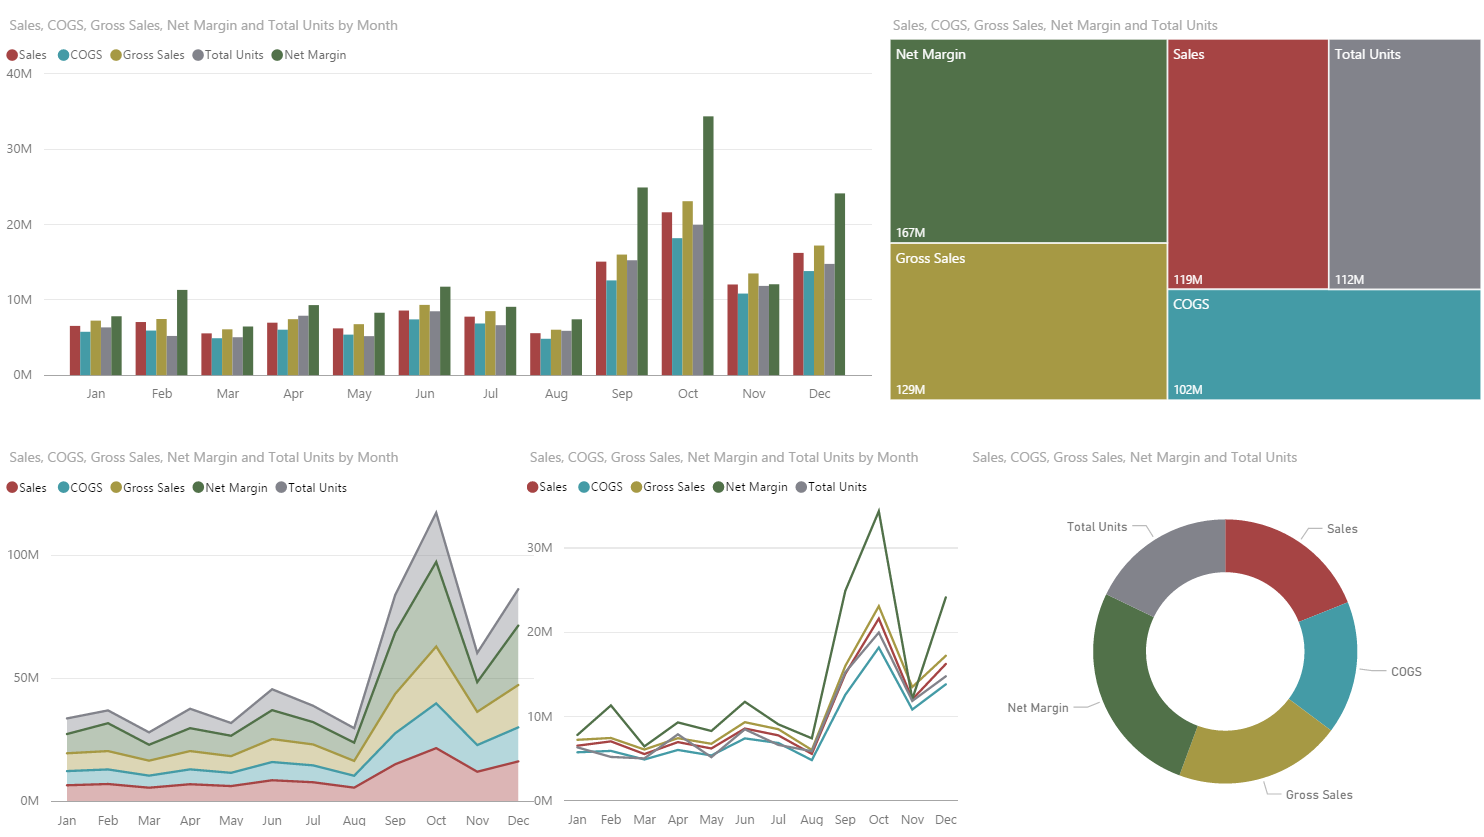 Sales, COGS, Gross Sales, Net Margin and Total Units by Month
Sales COGS Gross Sales Total Units Net Margin
40M
30M
20M
10M
0M
Jan Feb Mar Apr May Jun Jul Aug Sep Oct Nov Dec
Sales, COGS, Gross Sales, Net Margin and Total Units
Net Margin
167M
Gross Sales
129M
Sales
119M
Total Units
112M
COGS
102M
Sales, COGS, Gross Sales, Net Margin and Total Units by Month
Sales COGS Gross Sales Net Margin Total Units
100M
50M
0M
Jan Feb Mar Apr May Jun Jul Aug Sep Oct Nov Dec
Sales, COGS, Gross Sales, Net Margin and Total Units by Month
Sales COGS Gross Sales Net Margin Total Units
30M
20M
10M
0M
Jan Feb Mar Apr May Jun Jul Aug Sep Oct Nov Dec
Sales, COGS, Gross Sales, Net Margin and Total Units
Total Units
Sales
COGS
Net Margin
Gross Sales